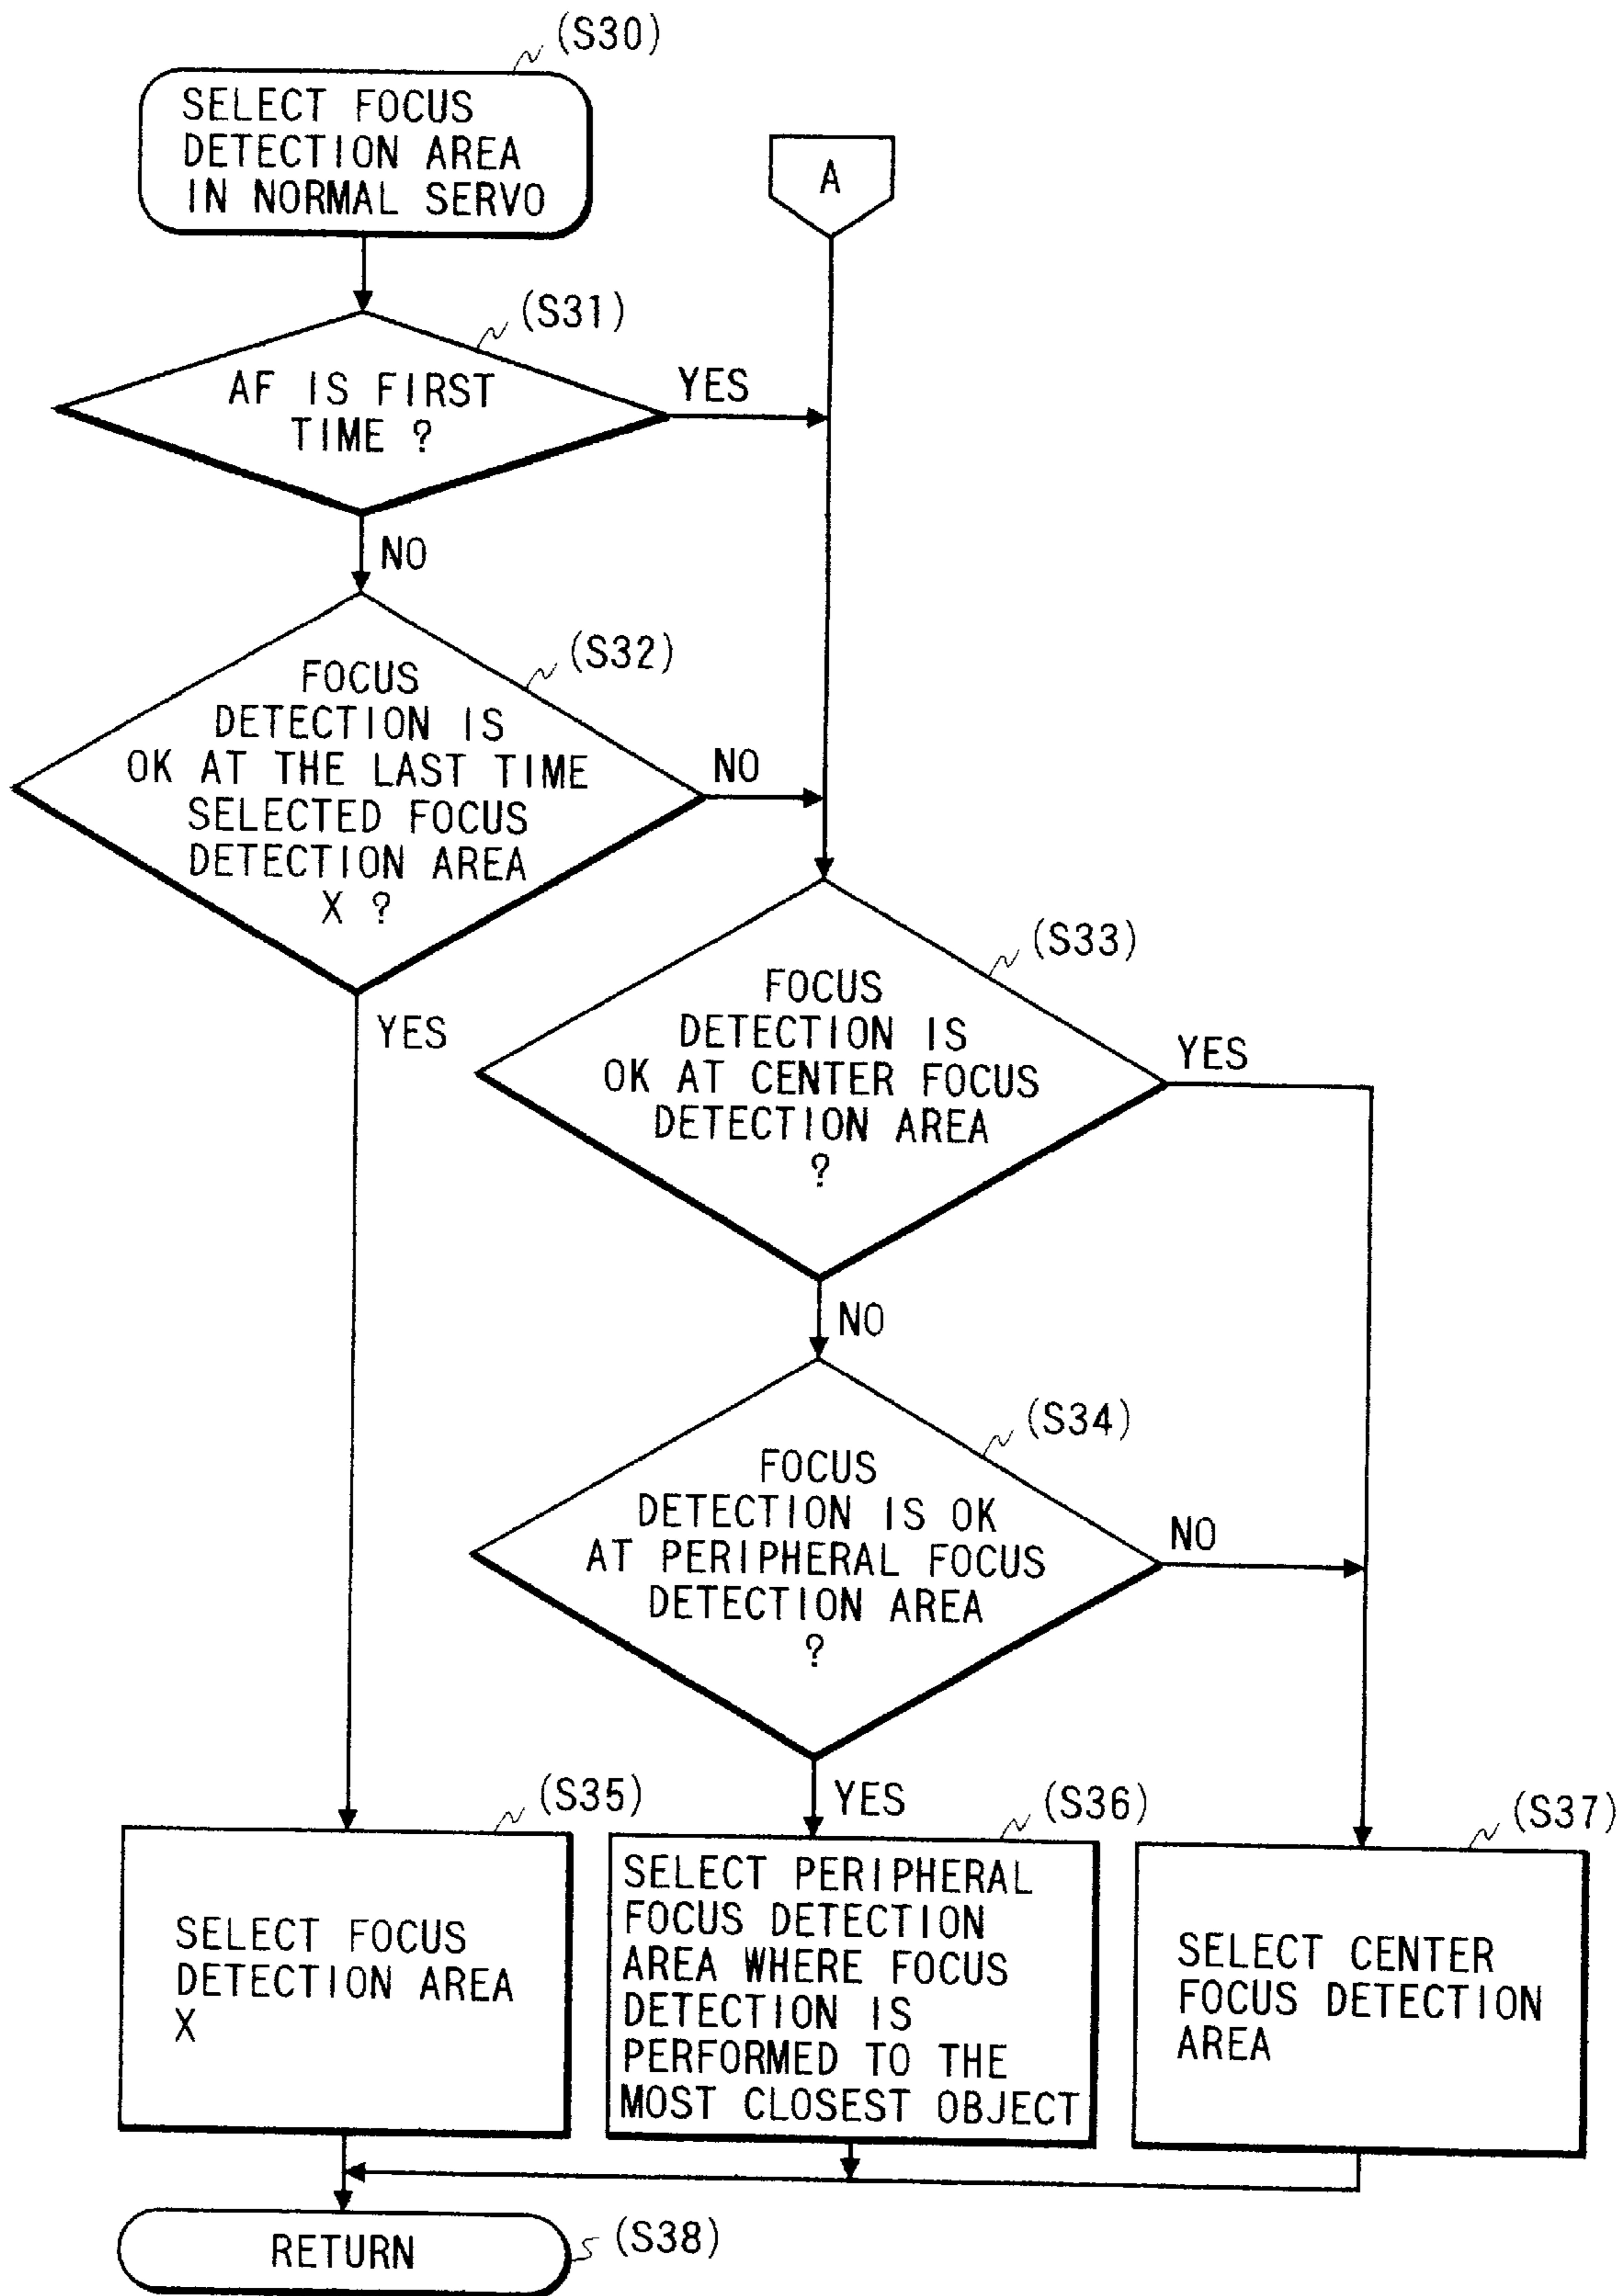 (S30)
SELECT FOCUS
DETECTION AREA
IN NORMAL SERVO
A
(S31)
AF IS FIRST
TIME ?
YES
NO
(S32)
FOCUS
DETECTION IS
OK AT THE LAST TIME
SELECTED FOCUS
DETECTION AREA
X ?
NO
YES
(S33)
FOCUS
DETECTION IS
OK AT CENTER FOCUS
DETECTION AREA
?
YES
NO
(S34)
FOCUS
DETECTION IS OK
AT PERIPHERAL FOCUS
DETECTION AREA
?
NO
YES
(S35)
SELECT FOCUS
DETECTION AREA
X
(S36)
SELECT PERIPHERAL
FOCUS DETECTION
AREA WHERE FOCUS
DETECTION IS
PERFORMED TO THE
MOST CLOSEST OBJECT
(S37)
SELECT CENTER
FOCUS DETECTION
AREA
RETURN
(S38)